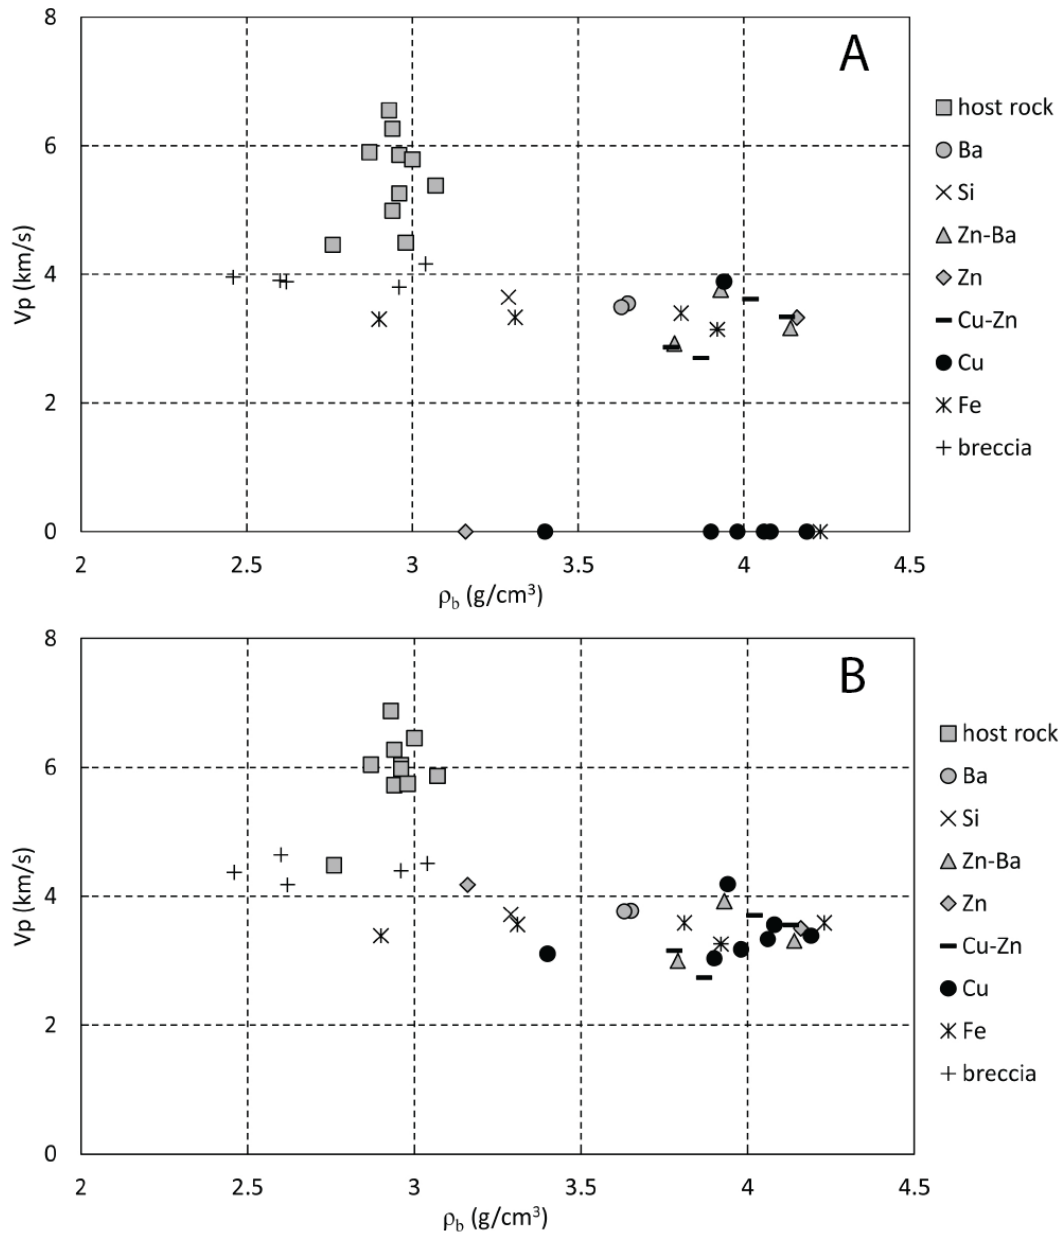 A
8
6
4
2
0
Vp (km/s)
2
2.5
3
3.5
4
4.5
ρb (g/cm³)
host rock
Ba
Si
Zn-Ba
Zn
Cu-Zn
Cu
Fe
breccia
B
8
6
4
2
0
Vp (km/s)
2
2.5
3
3.5
4
4.5
ρb (g/cm³)
host rock
Ba
Si
Zn-Ba
Zn
Cu-Zn
Cu
Fe
breccia